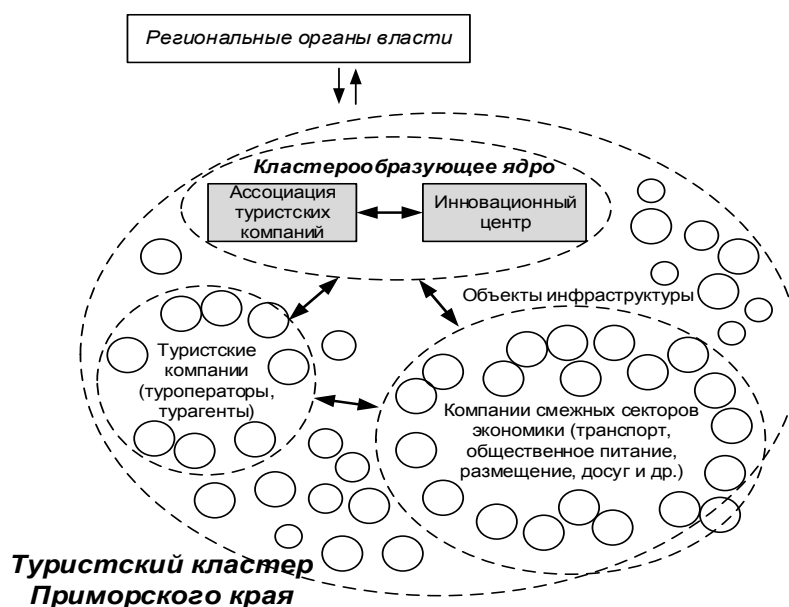 Региональные органы власти
Кластерообразующее ядро
Ассоциация
туристских
компаний
Инновационный
центр
Объекты инфраструктуры
Туристские
компании
(туроператоры,
турагенты)
Компании смежных секторов
экономики (транспорт,
общественное питание,
размещение, досуг и др.)
Туристский кластер
Приморского края